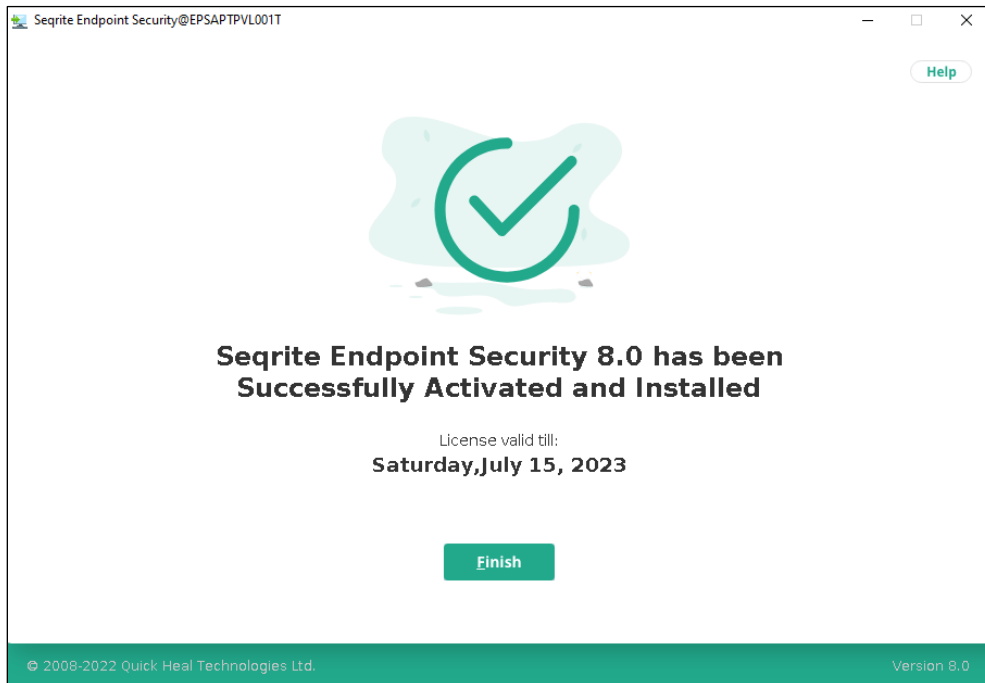 Seqrite Endpoint Security@EPSAPTPVL001T
Help
Seqrite Endpoint Security 8.0 has been
Successfully Activated and Installed
License valid till:
Saturday,July 15, 2023
Finish
© 2008-2022 Quick Heal Technologies Ltd.
Version 8.0